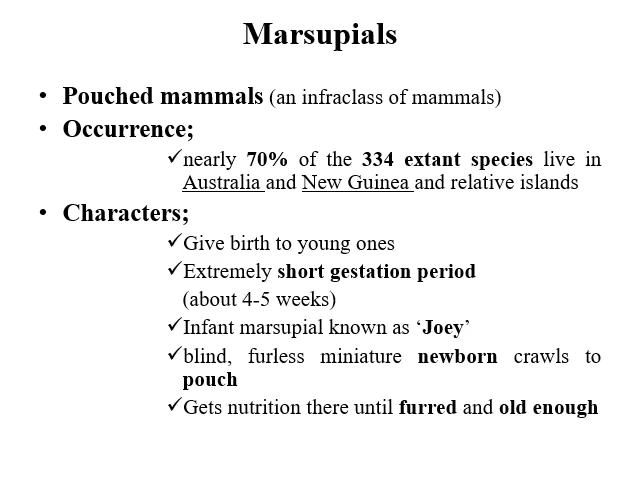 Marsupials
• Pouched mammals (an infraclass of mammals)
• Occurrence;
✓nearly 70% of the 334 extant species live in
Australia and New Guinea and relative islands
• Characters;
✓Give birth to young ones
✓Extremely short gestation period
(about 4-5 weeks)
✓Infant marsupial known as ‘Joey’
✓blind, furless miniature newborn crawls to
pouch
✓Gets nutrition there until furred and old enough